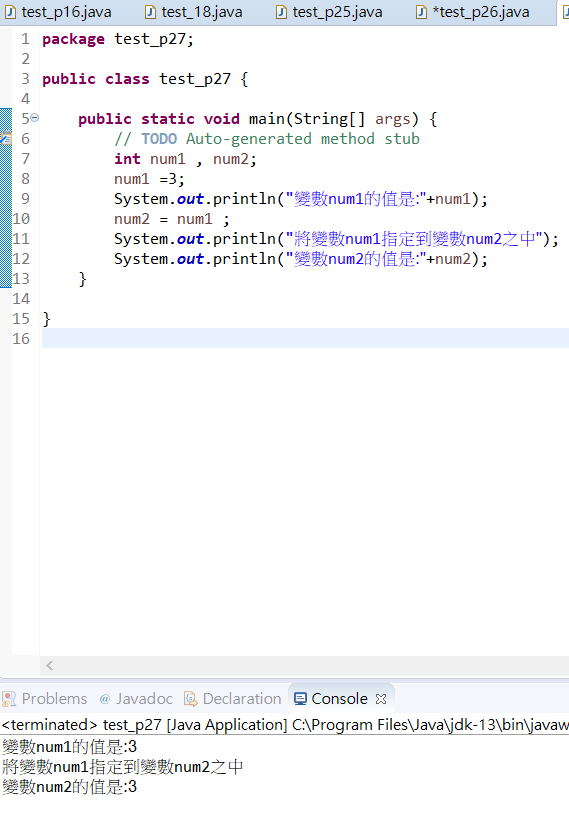 test_p16.java test_18.java test_p25.java *test_p26.java
1 package test_p27;
2
3 public class test_p27 {
4
5 public static void main(String[] args) {
6 // TODO Auto-generated method stub
7 int num1 , num2;
8 num1 =3;
9 System.out.println("變數num1的值是:"+num1);
10 num2 = num1 ;
11 System.out.println("將變數num1指定到變數num2之中");
12 System.out.println("變數num2的值是:"+num2);
13 }
14
15 }
16
Problems @ Javadoc Declaration Console
<terminated> test_p27 [Java Application] C:\Program Files\Java\jdk-13\bin\javaw
變數num1的值是:3
將變數num1指定到變數num2之中
變數num2的值是:3